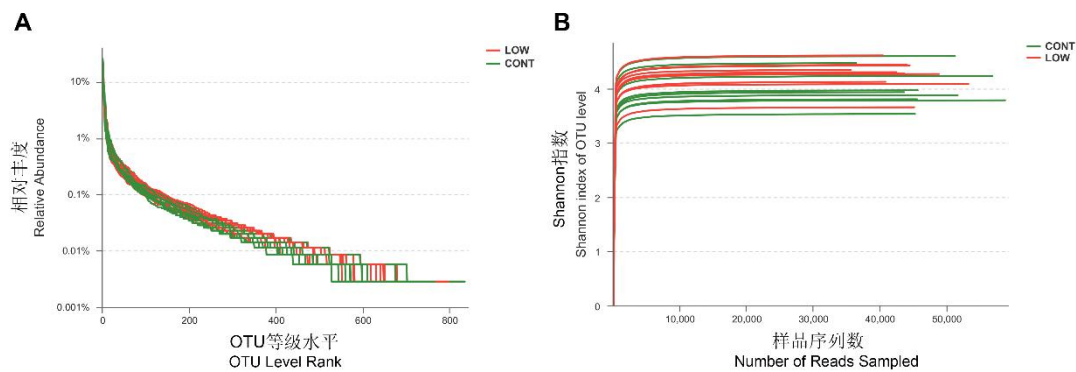 A
LOW
CONT
10%
1%
0.1%
0.01%
0.001%
相对丰度
Relative Abundance
0
200
400
600
800
OTU等级水平
OTU Level Rank
B
CONT
LOW
4
3
2
1
0
Shannon指数
Shannon index of OTU level
10,000
20,000
30,000
40,000
50,000
样品序列数
Number of Reads Sampled